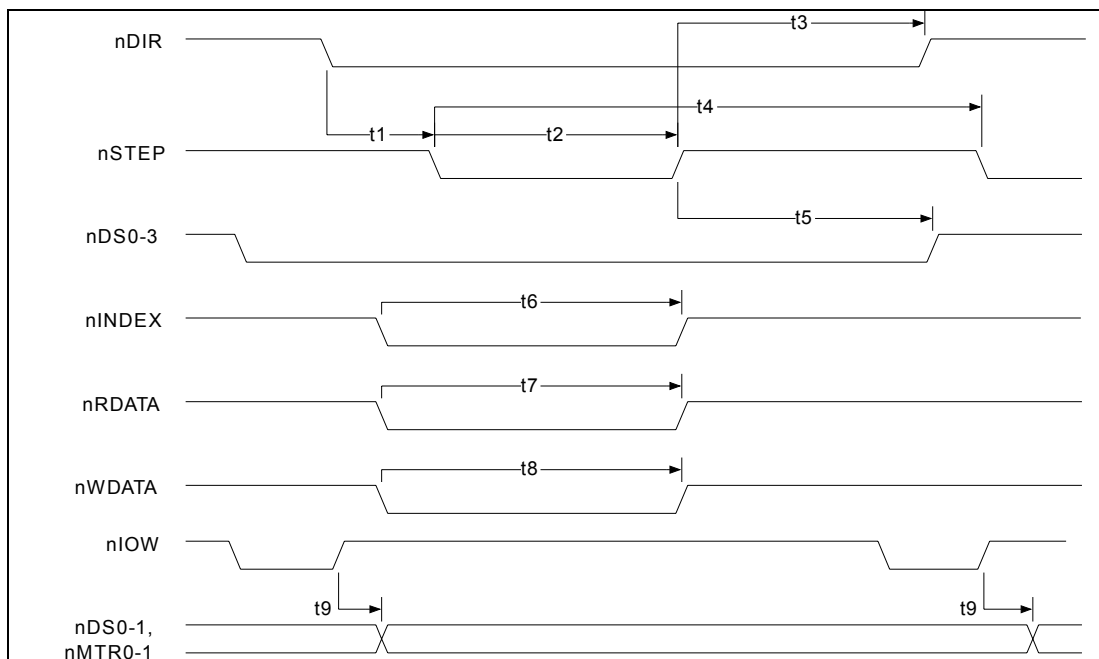 nDIR
t3
t4
t1
t2
nSTEP
t5
nDS0-3
t6
nINDEX
t7
nRDATA
t8
nWDATA
nIOW
t9
t9
nDS0-1,
nMTR0-1